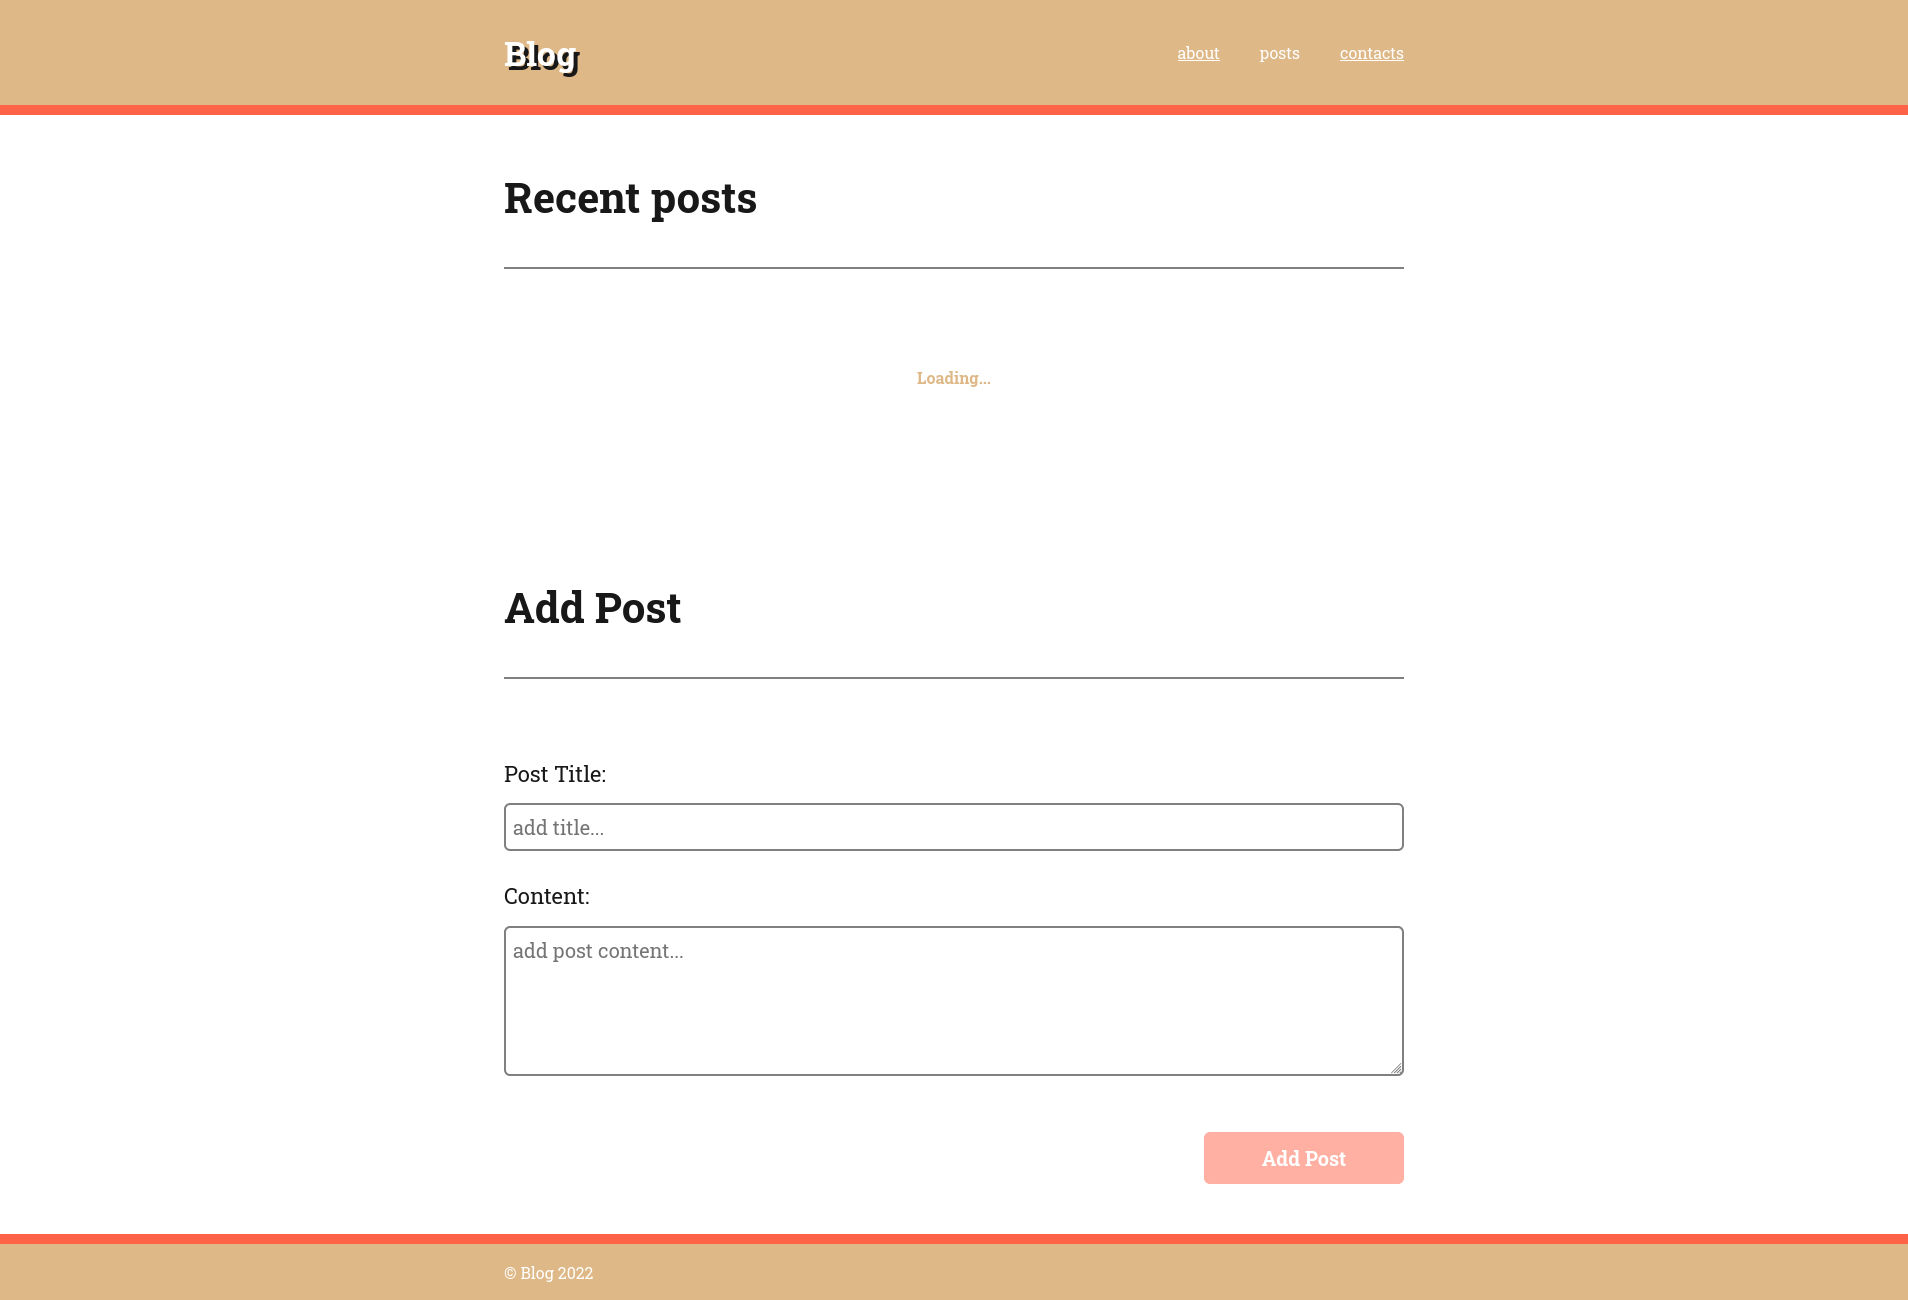 Blog
about posts contacts
Recent posts
Loading...
Add Post
Post Title:
add title...
Content:
add post content...
Add Post
© Blog 2022